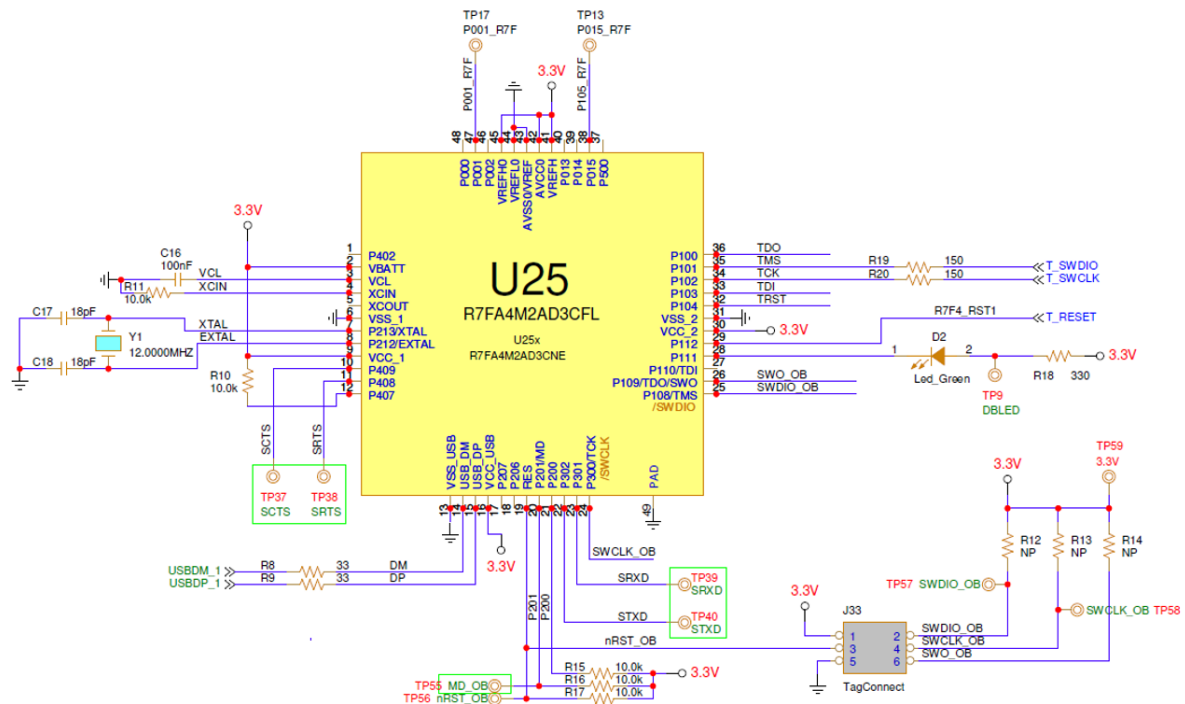 TP17
P001_R7F
TP13
P015_R7F
3.3V
P001_R7F
P105_R7F
48 47 46 45 44 43 42 41 40 39 38 37
P000 P001 P002 VREFH0 VREFL0 AVSS0/VREF AVCC0 VREFH P013 P014 P015 P500
U25
R7FA4M2AD3CFL
U25x
R7FA4M2AD3CNE
3.3V
C16
100nF
VCL
R11
10.0k
XCIN
C17
18pF
XTAL
EXTAL
Y1
12.0000MHZ
C18
18pF
R10
10.0k
1 P402
2 VBATT
3 VCL
4 XCIN
5 XCOUT
6 VSS_1
7 P213/XTAL
8 P212/EXTAL
9 VCC_1
10 P409
11 P408
12 P407
SCTS
SRTS
TP37
SCTS
TP38
SRTS
P100 36 TDO
P101 35 TMS
P102 34 TCK
P103 33 TDI
P104 32 TRST
VSS_2 31
VCC_2 30 3.3V
P112 29 R7F4_RST1
P111 28
P110/TDI 27
P109/TDO/SWO 26 SWO_OB
P108/TMS 25 SWDIO_OB
/SWDIO
R19 150 T_SWDIO
R20 150 T_SWCLK
T_RESET
D2
1 2
Led_Green
TP9
DBLED
R18 330
3.3V
VSS_USB USB_DM USB_DP VCC_USB P207 P206 RES P201/MD P200 P302 P301 P300/TCK /SWCLK PAD
13 14 15 16 17 18 19 20 21 22 23 24 49
3.3V
USBDM_1 R8 33 DM
USBDP_1 R9 33 DP
P201
P200
SWCLK_OB
SRXD
TP39
SRXD
STXD
TP40
STXD
nRST_OB
R15 10.0k
R16 10.0k
R17 10.0k
3.3V
TP55 MD_OB
TP56 nRST_OB
TP59
3.3V
3.3V
R12
NP
R13
NP
R14
NP
TP57 SWDIO_OB
SWCLK_OB TP58
3.3V
J33
1 2 SWDIO_OB
3 4 SWCLK_OB
5 6 SWO_OB
TagConnect